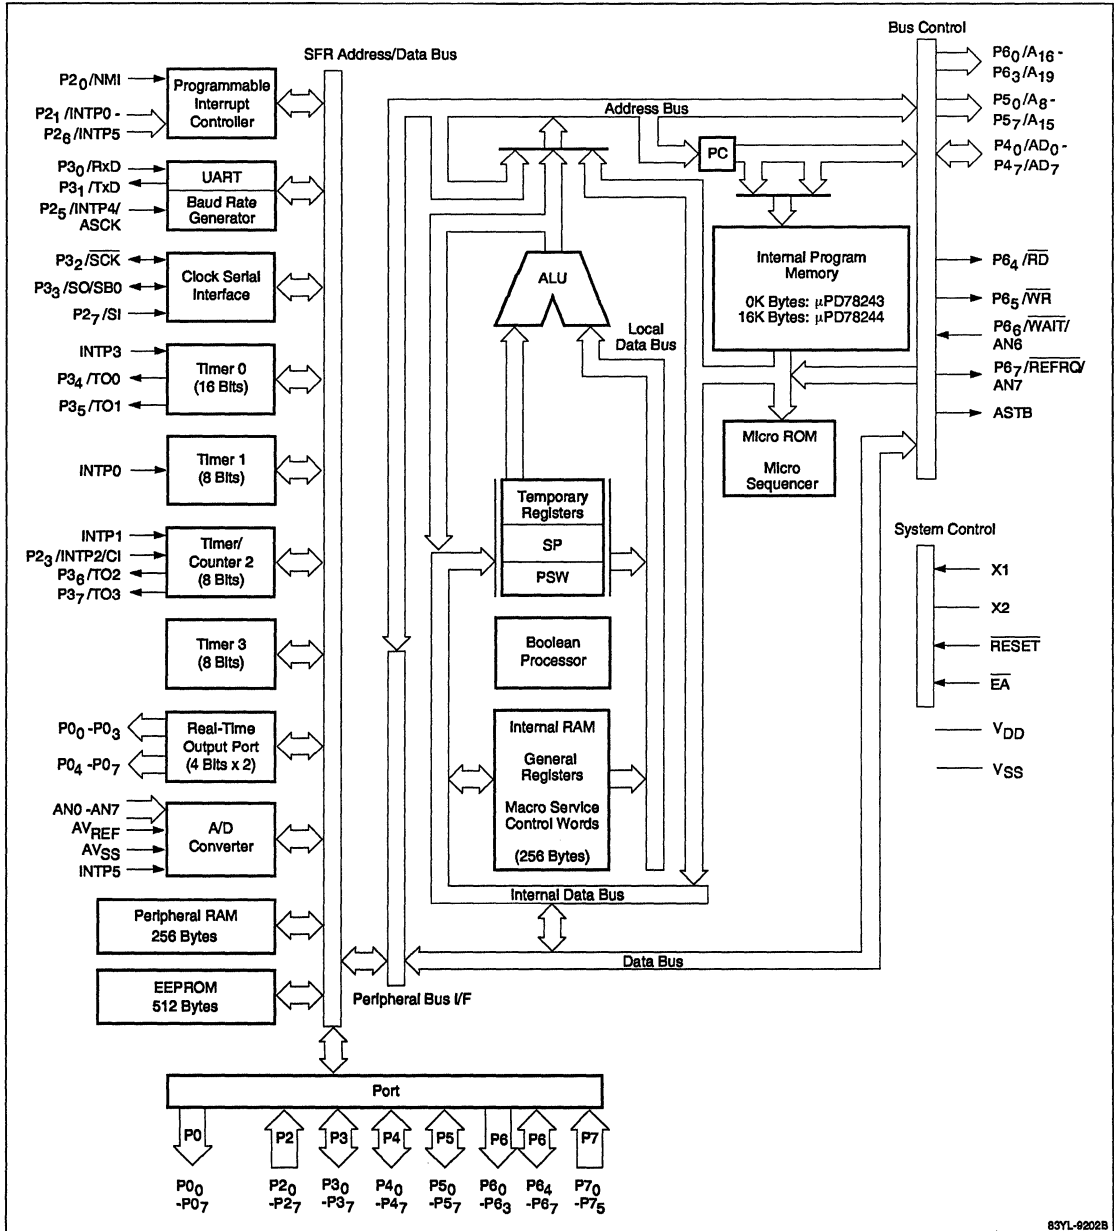 SFR Address/Data Bus
P2₀/NMI
P2₁/INTP0 -
P2₆/INTP5
Programmable
Interrupt
Controller
P3₀/RxD
P3₁/TxD
P2₅/INTP4/
ASCK
UART
Baud Rate
Generator
P3₂/S̅C̅K̅
P3₃/SO/SB0
P2₇/SI
Clock Serial
Interface
INTP3
P3₄/TO0
P3₅/TO1
Timer 0
(16 Bits)
INTP0
Timer 1
(8 Bits)
INTP1
P2₃/INTP2/CI
P3₆/TO2
P3₇/TO3
Timer/
Counter 2
(8 Bits)
Timer 3
(8 Bits)
P0₀ -P0₃
P0₄ -P0₇
Real-Time
Output Port
(4 Bits x 2)
AN0 -AN7
AV_REF
AV_SS
INTP5
A/D
Converter
Peripheral RAM
256 Bytes
EEPROM
512 Bytes
Address Bus
PC
ALU
Local
Data Bus
Internal Program
Memory
0K Bytes: μPD78243
16K Bytes: μPD78244
Micro ROM
Micro
Sequencer
Temporary
Registers
SP
PSW
Boolean
Processor
Internal RAM
General
Registers
Macro Service
Control Words
(256 Bytes)
Internal Data Bus
Data Bus
Peripheral Bus I/F
Bus Control
P6₀/A₁₆ -
P6₃/A₁₉
P5₀/A₈ -
P5₇/A₁₅
P4₀/AD₀ -
P4₇/AD₇
P6₄/R̅D̅
P6₅/W̅R̅
P6₆/W̅A̅I̅T̅/
AN6
P6₇/R̅E̅F̅R̅Q̅/
AN7
ASTB
System Control
X1
X2
R̅E̅S̅E̅T̅
E̅A̅
V_DD
V_SS
Port
P0 P2 P3 P4 P5 P6 P6 P7
P0₀ P2₀ P3₀ P4₀ P5₀ P6₀ P6₄ P7₀
-P0₇ -P2₇ -P3₇ -P4₇ -P5₇ -P6₃ -P6₇ -P7₅
83YL-9202B